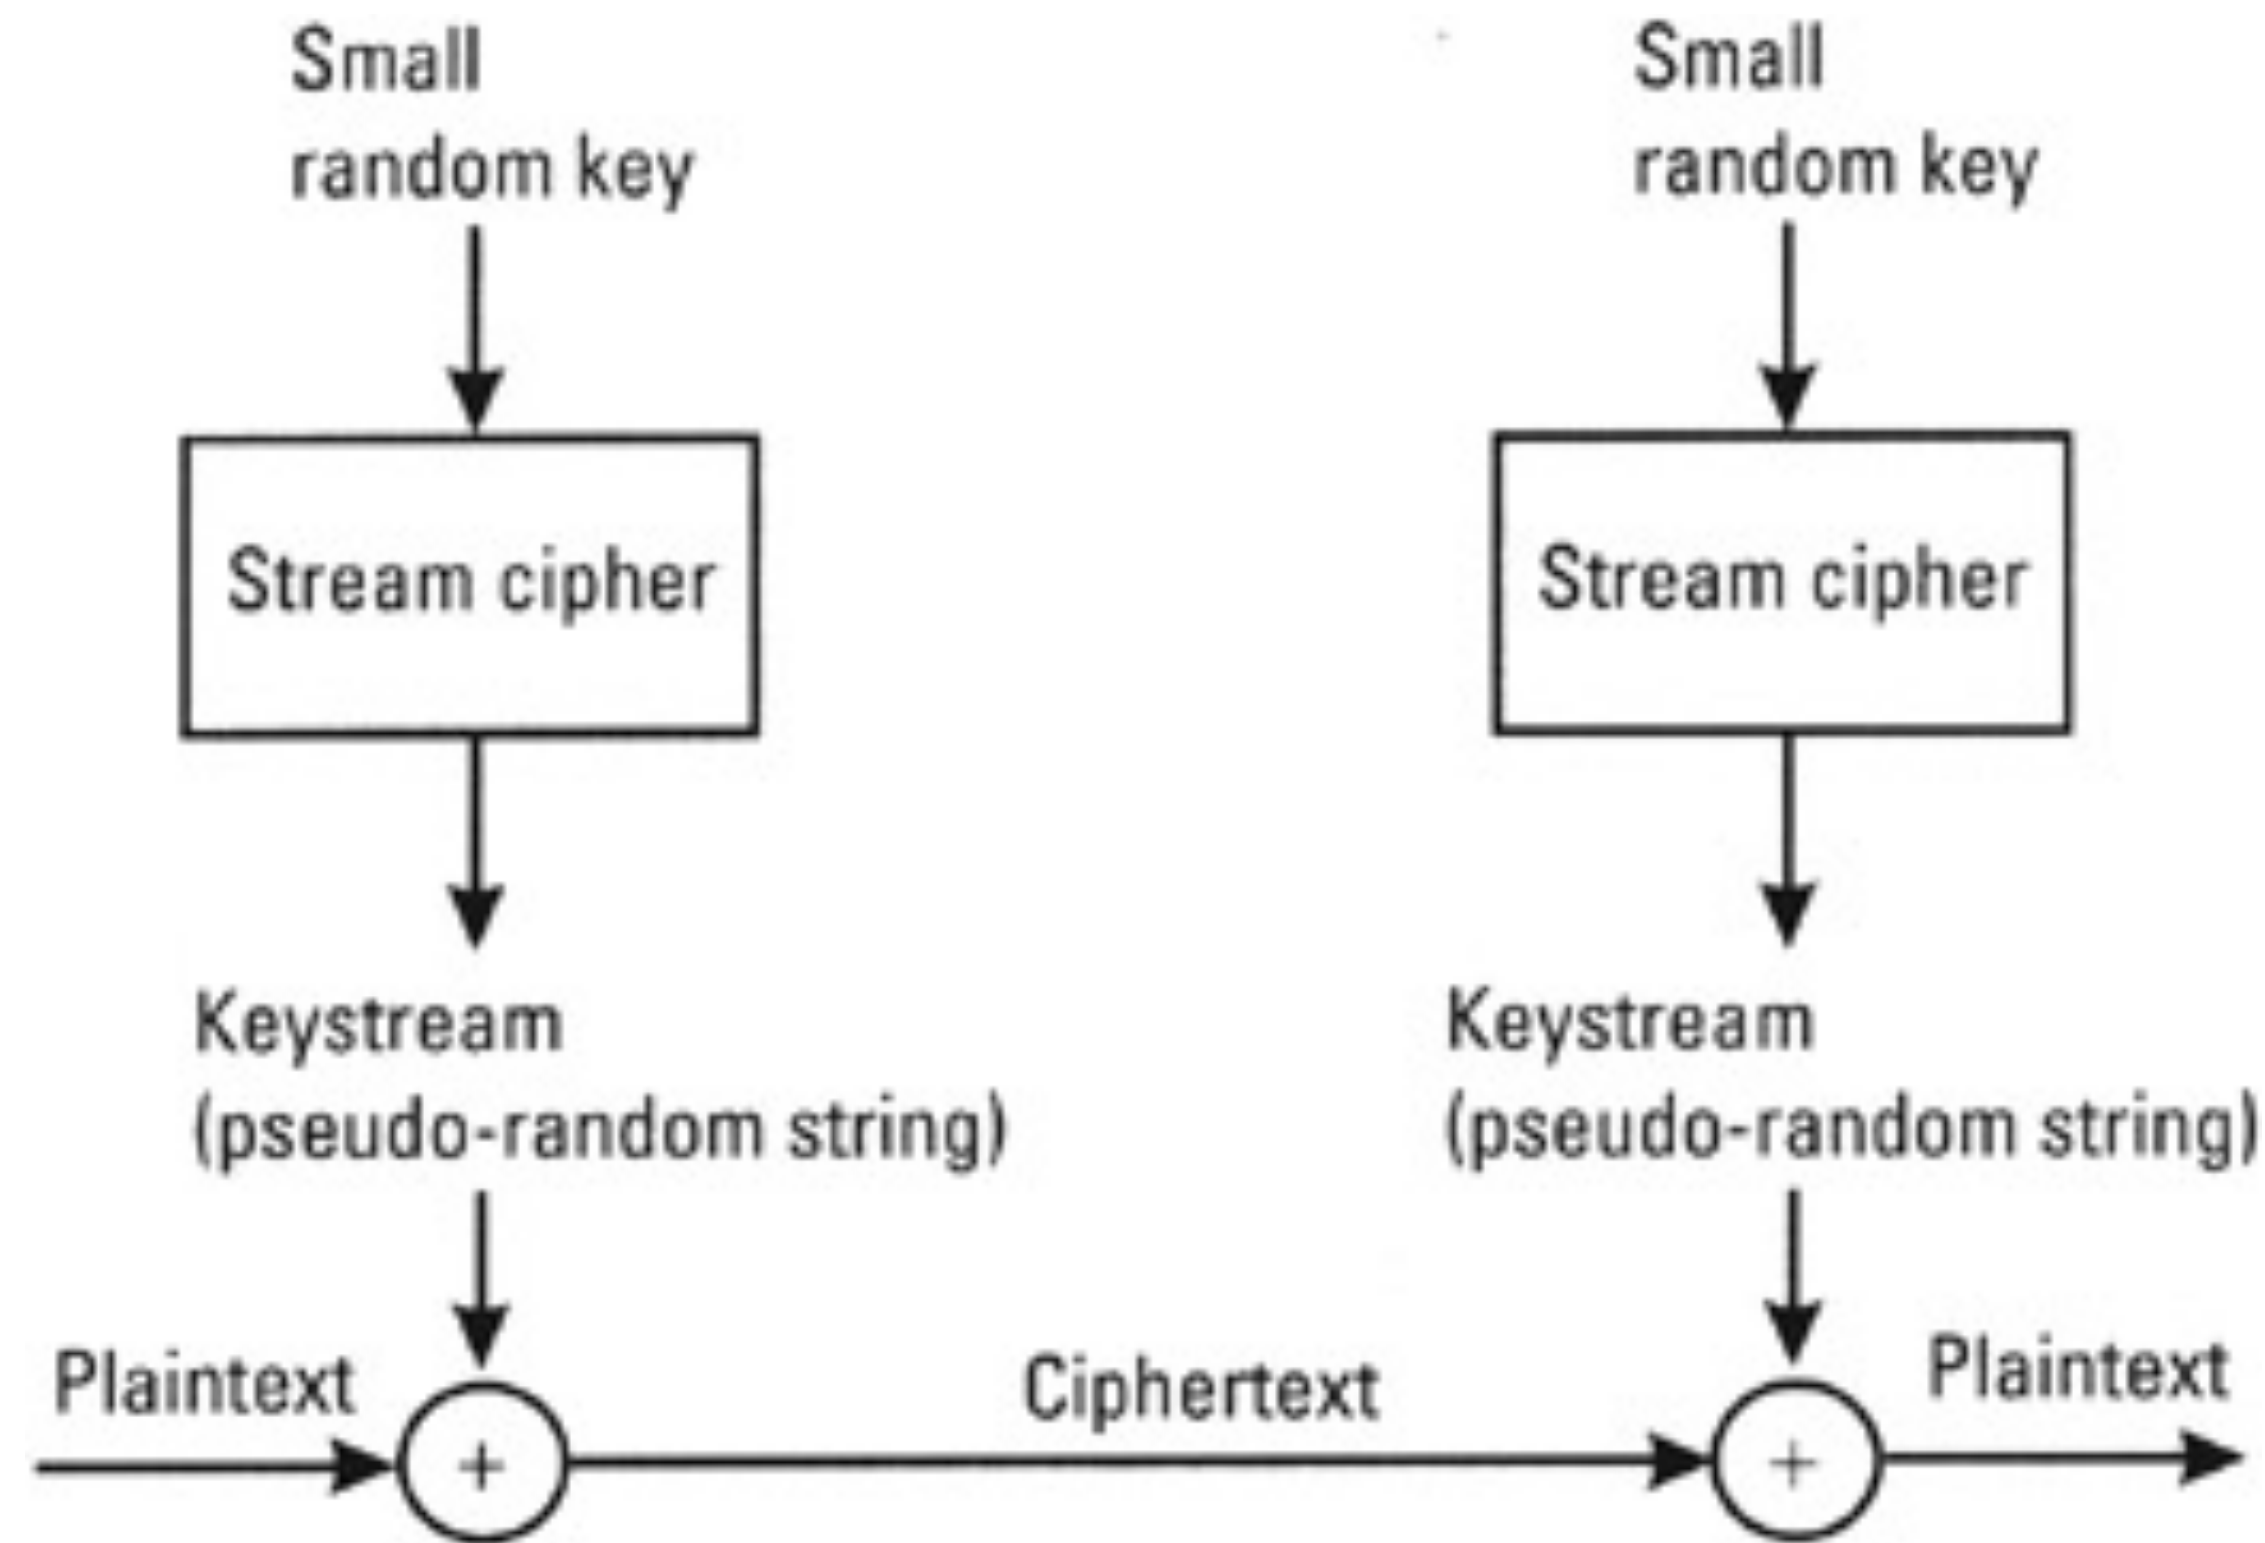 Small
random key
Small
random key
Stream cipher
Stream cipher
Keystream
(pseudo-random string)
Keystream
(pseudo-random string)
Plaintext
+
Ciphertext
+
Plaintext